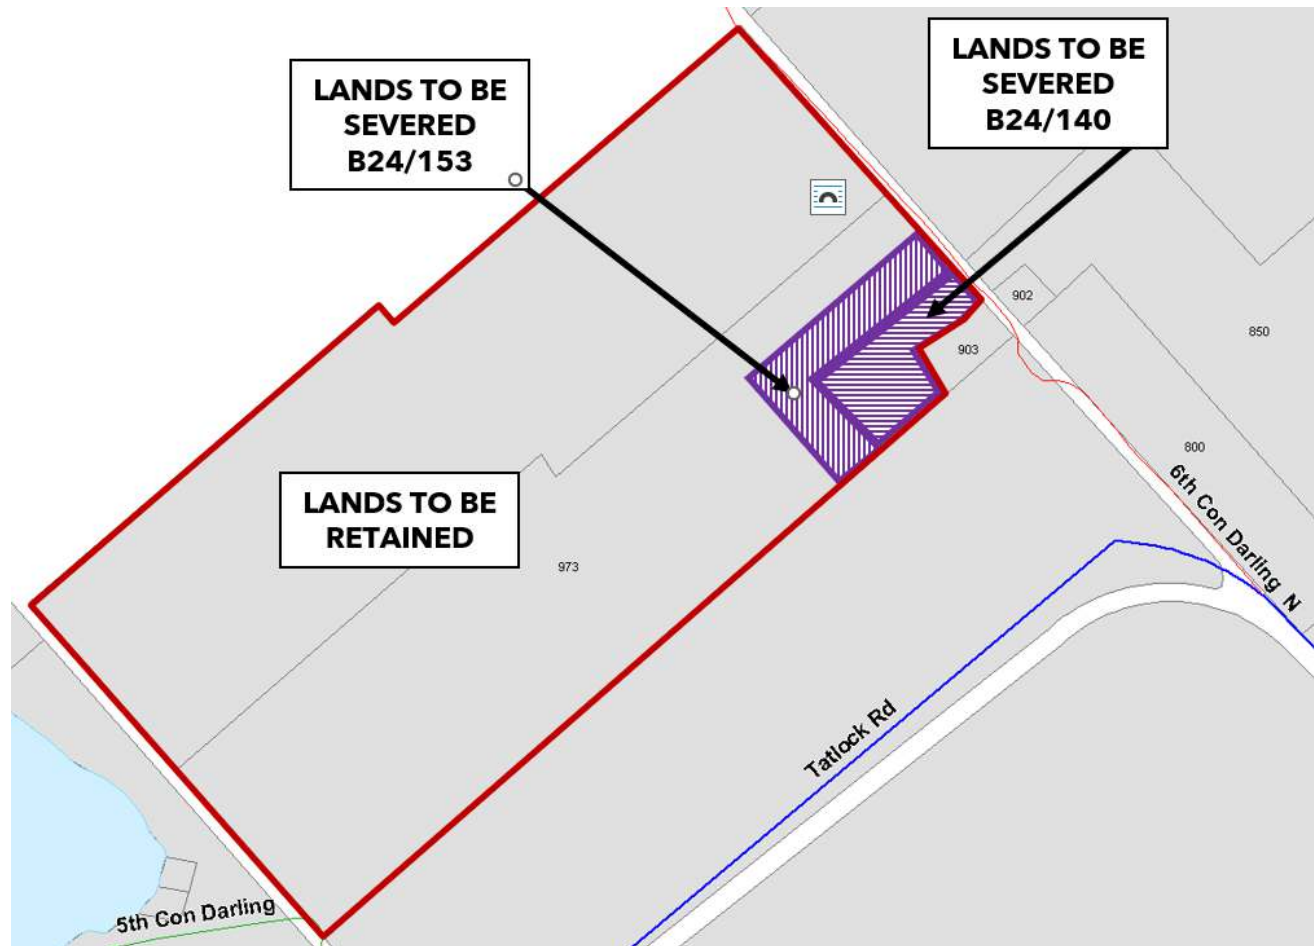 LANDS TO BE
SEVERED
B24/153
LANDS TO BE
SEVERED
B24/140
902
850
903
800
6th Con Darling N
LANDS TO BE
RETAINED
973
Tatlock Rd
5th Con Darling